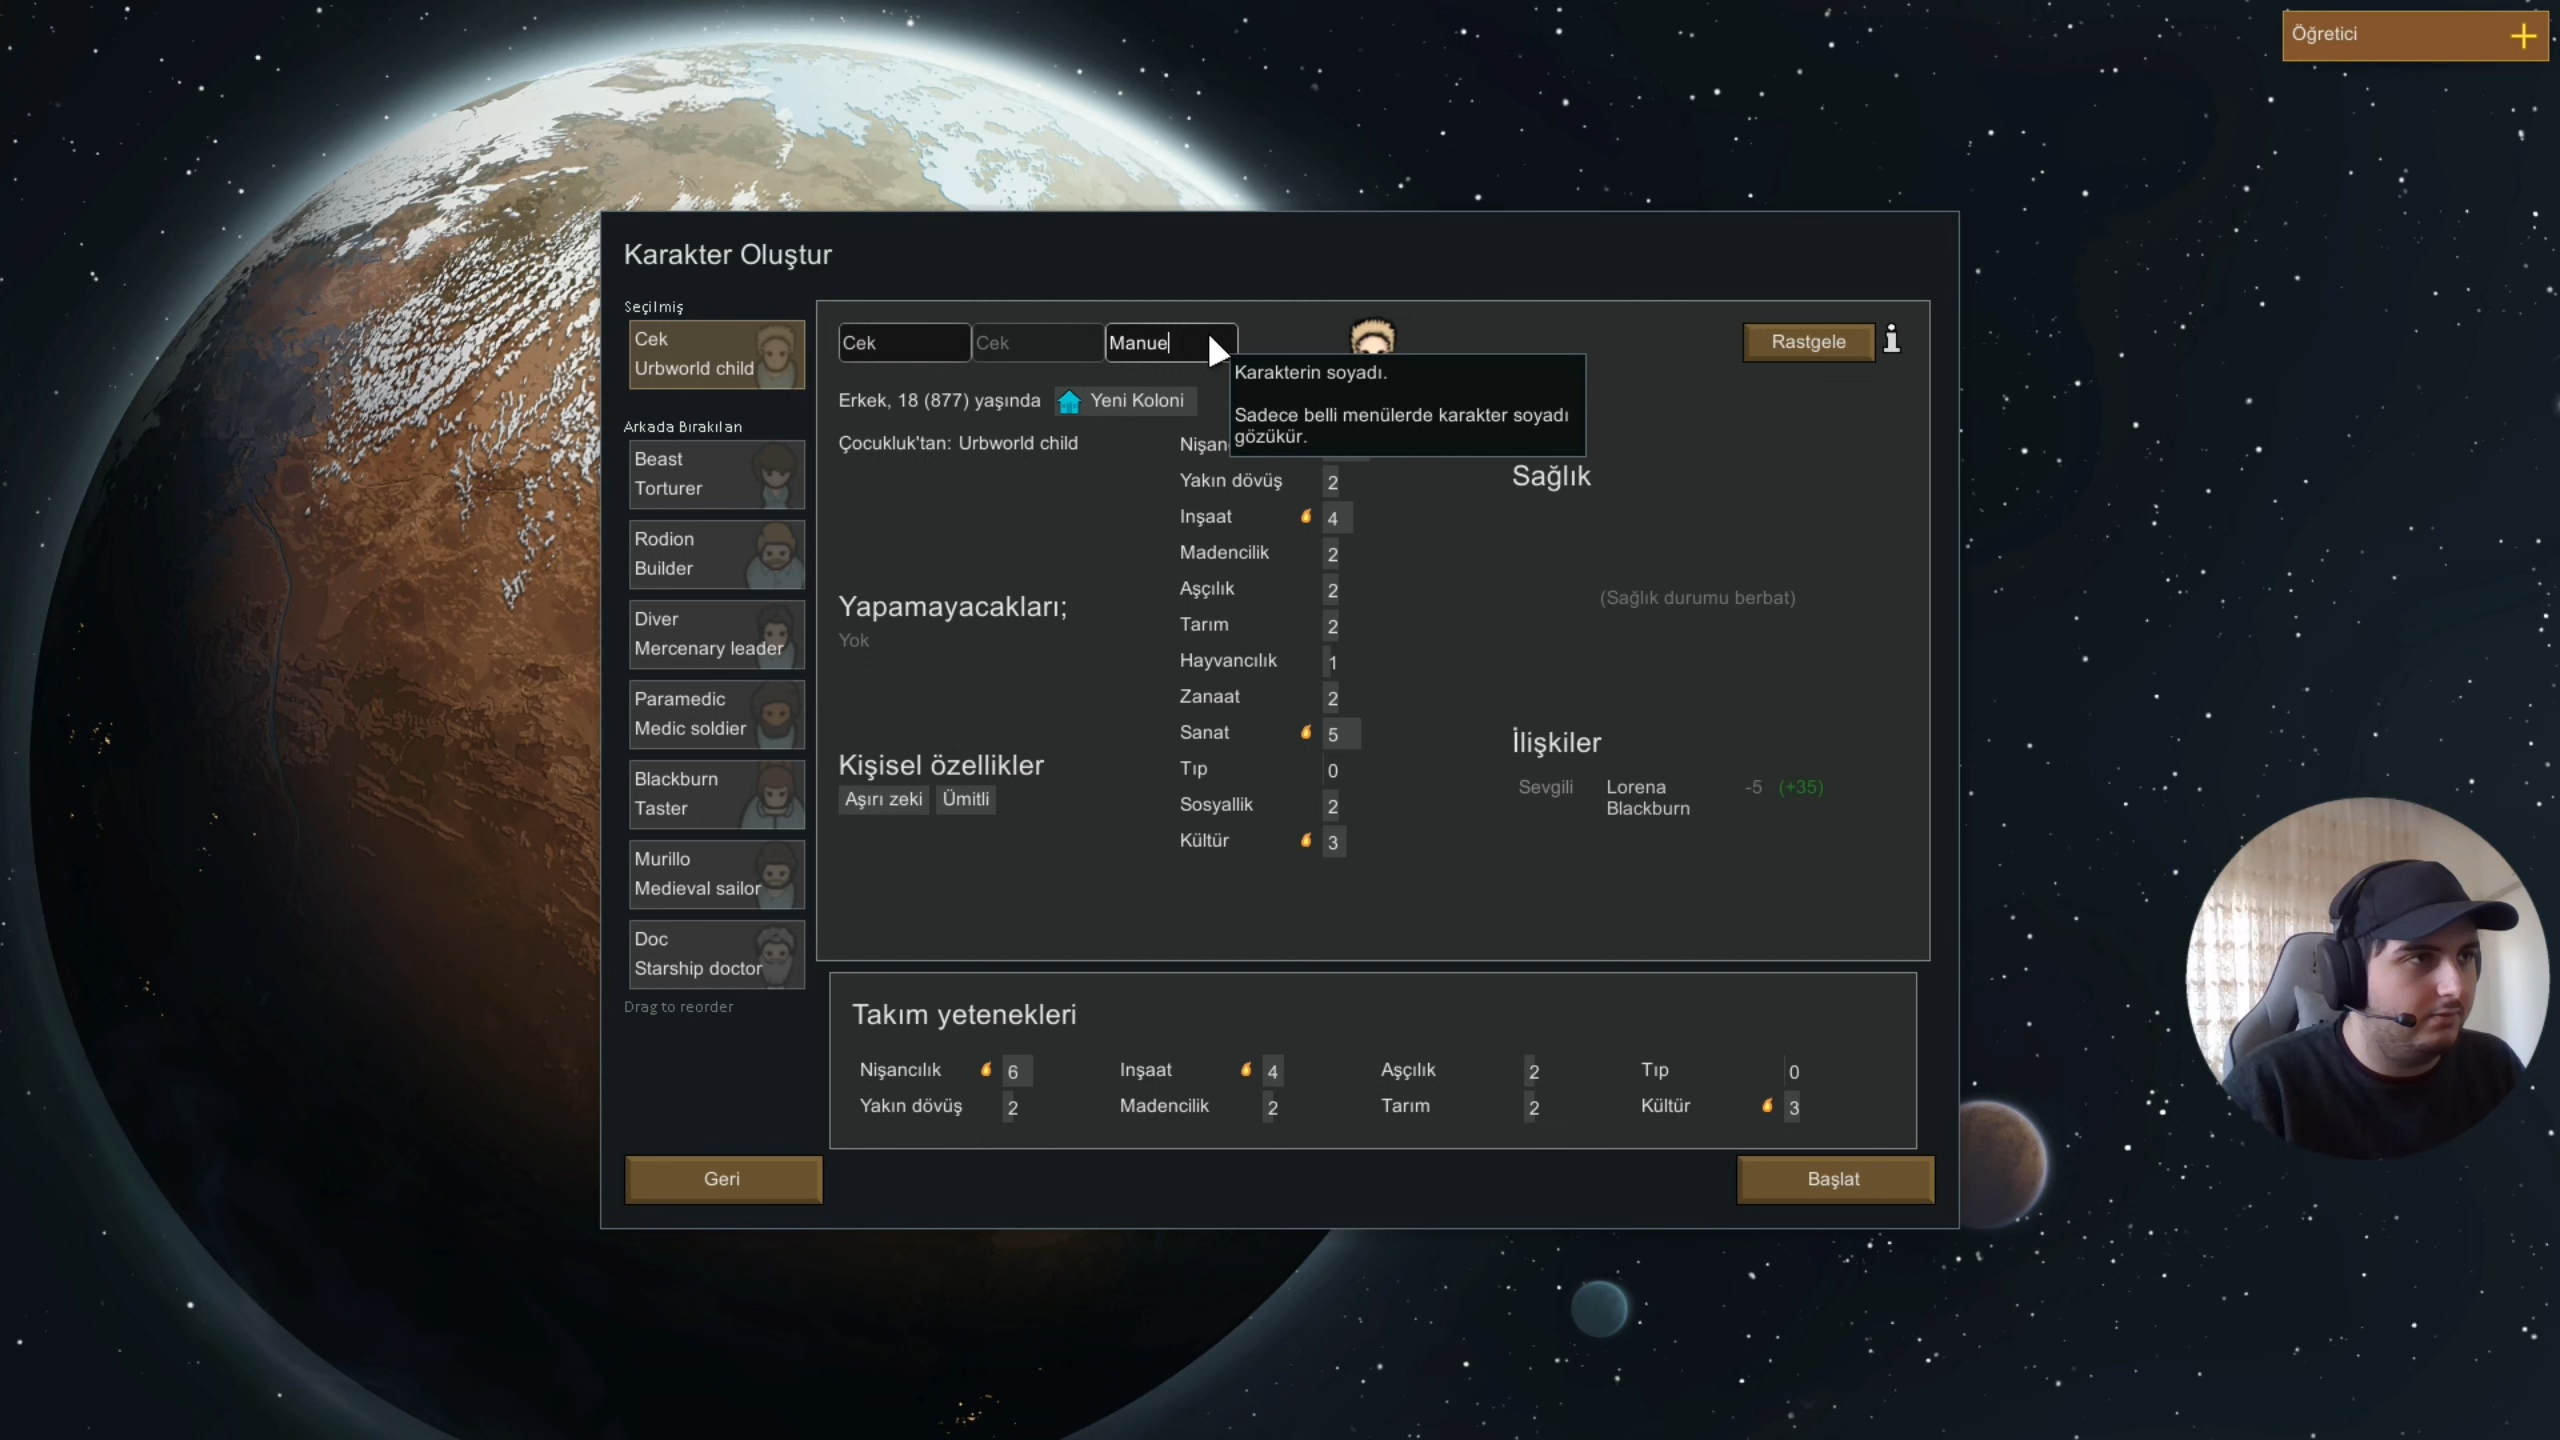 Öğretici
Karakter Oluştur
Seçilmiş
Cek
Urbworld child
Arkada Bırakılan
Beast
Torturer
Rodion
Builder
Diver
Mercenary leader
Paramedic
Medic soldier
Blackburn
Taster
Murillo
Medieval sailor
Doc
Starship doctor
Drag to reorder
Cek
Cek
Manue
Rastgele
Karakterin soyadı.
Sadece belli menülerde karakter soyadı
gözükür.
Erkek, 18 (877) yaşında
Yeni Koloni
Çocukluk'tan: Urbworld child
Yapamayacakları;
Yok
Kişisel özellikler
Aşırı zeki Ümitli
Nişan
Yakın dövüş 2
Inşaat 4
Madencilik 2
Aşçılık 2
Tarım 2
Hayvancılık 1
Zanaat 2
Sanat 5
Tıp 0
Sosyallik 2
Kültür 3
Sağlık
(Sağlık durumu berbat)
İlişkiler
Sevgili Lorena -5 (+35)
Blackburn
Takım yetenekleri
Nişancılık 6 Inşaat 4 Aşçılık 2 Tıp 0
Yakın dövüş 2 Madencilik 2 Tarım 2 Kültür 3
Geri
Başlat